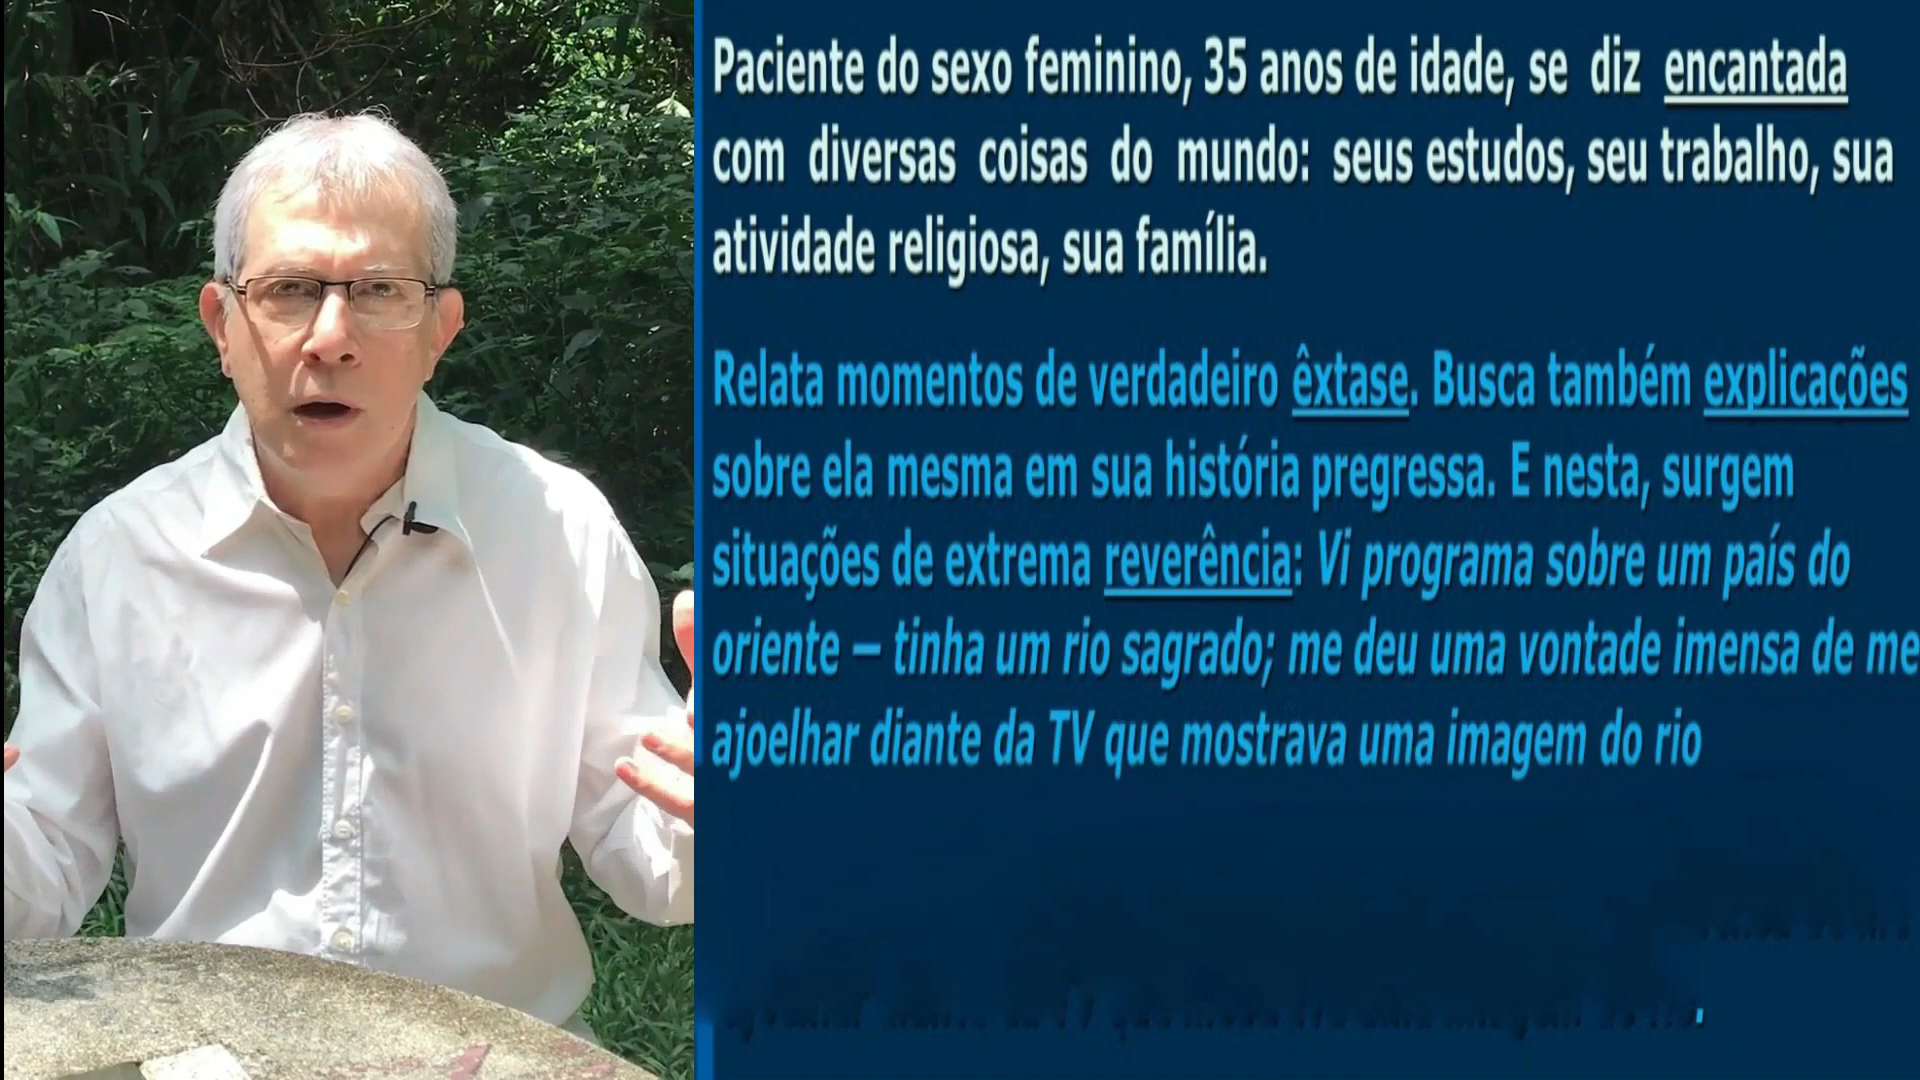 Paciente do sexo feminino, 35 anos de idade, se diz encantada
com diversas coisas do mundo: seus estudos, seu trabalho, sua
atividade religiosa, sua família.
Relata momentos de verdadeiro êxtase. Busca também explicações
sobre ela mesma em sua história pregressa. E nesta, surgem
situações de extrema reverência: Vi programa sobre um país do
oriente – tinha um rio sagrado; me deu uma vontade imensa de me
ajoelhar diante da TV que mostrava uma imagem do rio